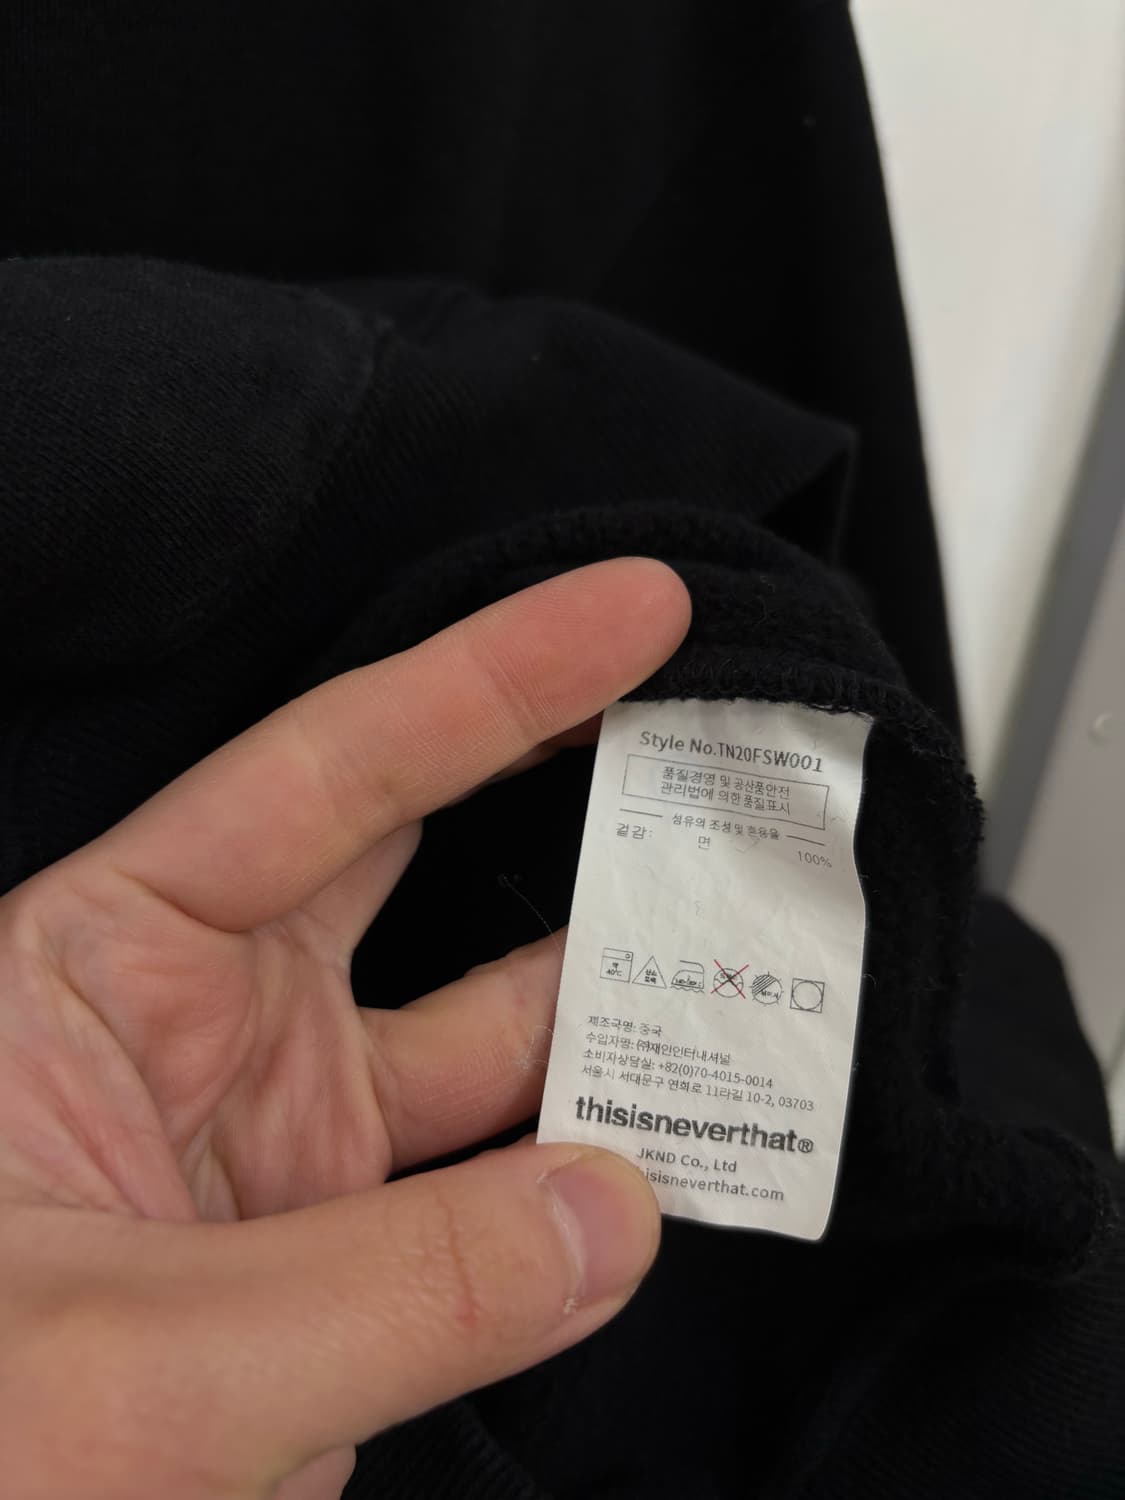 Style No.TN20FSW001
품질경영 및 공산품안전
관리법에 의한 품질표시
섬유의 조성 및 혼용율
겉감: 면 100%
약
40℃
제조국명: 중국
수입자명: (주)재인인터내셔널
소비자상담실: +82(0)70-4015-0014
서울시 서대문구 연희로 11라길 10-2, 03703
thisisneverthat®
JKND Co., Ltd
hisisneverthat.com